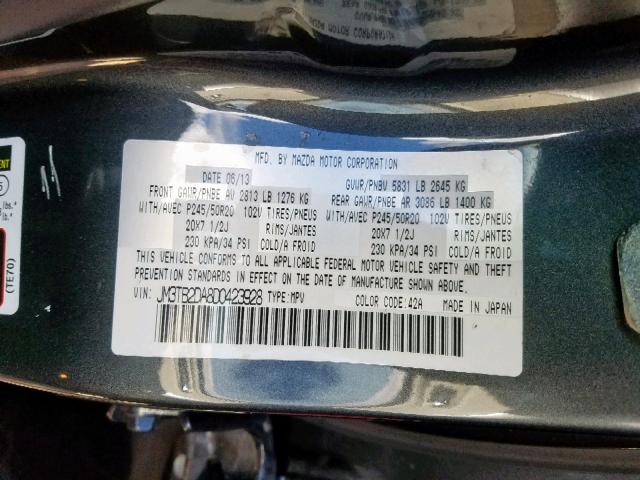 MFD. BY MAZDA MOTOR CORPORATION
DATE 06/13 GVWR/PNBV 5831 LB 2645 KG
FRONT GAWR/PNBE AV 2813 LB 1276 KG REAR GAWR/PNBE AR 3086 LB 1400 KG
WITH/AVEC P245/50R20 102V TIRES/PNEUS WITH/AVEC P245/50R20 102V TIRES/PNEUS
20X7 1/2J RIMS/JANTES 20X7 1/2J RIMS/JANTES
230 KPA/34 PSI COLD/A FROID 230 KPA/34 PSI COLD/A FROID
THIS VEHICLE CONFORMS TO ALL APPLICABLE FEDERAL MOTOR VEHICLE SAFETY AND THEFT
PREVENTION STANDARDS IN EFFECT ON THE DATE OF MANUFACTURE SHOWN ABOVE.
VIN: JM3TB2DA8D0423928 TYPE:MPV COLOR CODE:42A MADE IN JAPAN
(TE70)